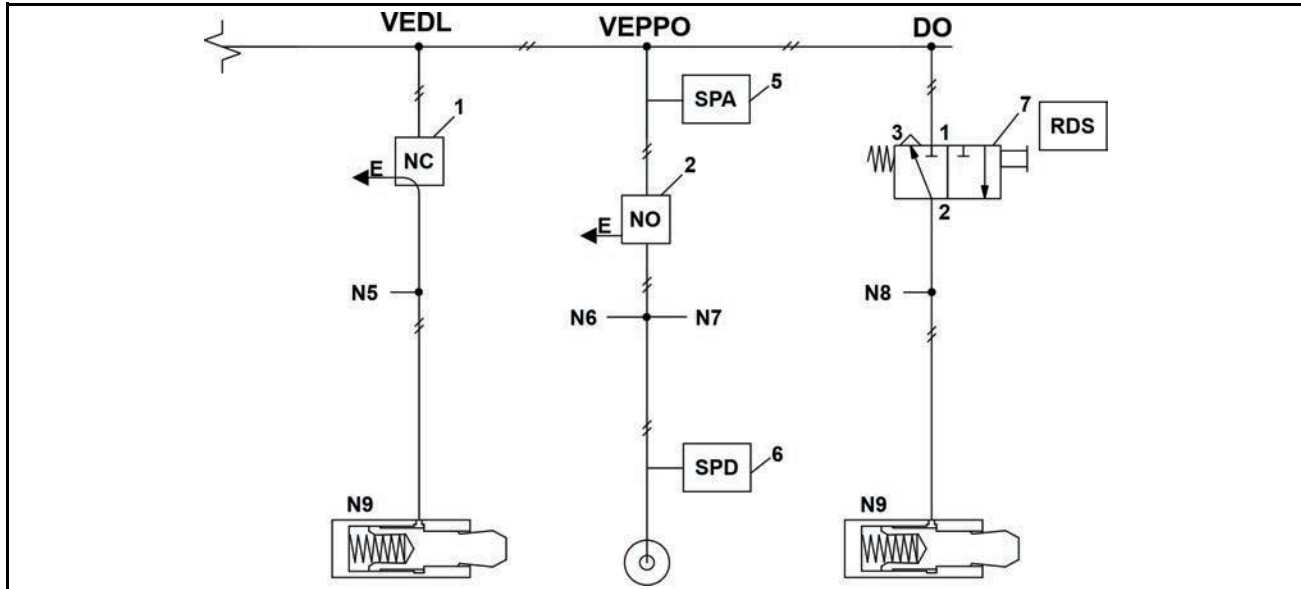 VEDL VEPPO DO
SPA 5
1 7 RDS
3 1
NC
E 2
NO
E 2
N5 N8
N6 N7
SPD 6
N9 N9